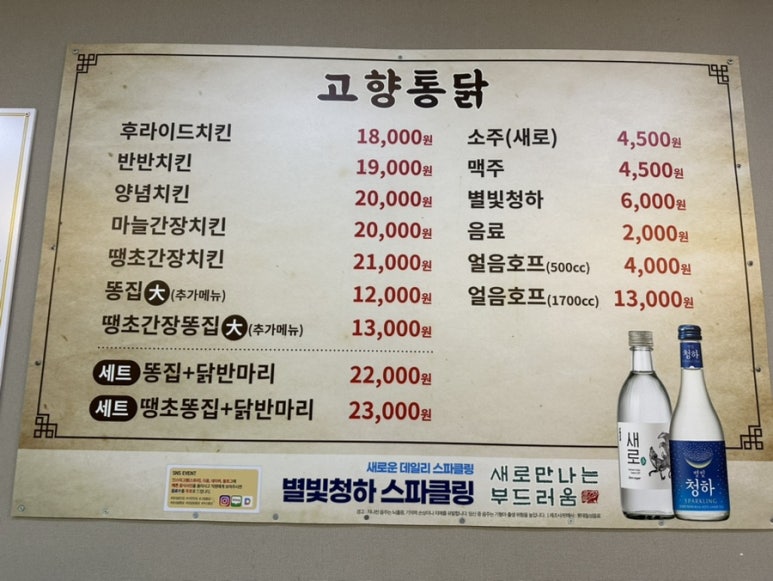 고향통닭
후라이드치킨 18,000원
반반치킨 19,000원
양념치킨 20,000원
마늘간장치킨 20,000원
땡초간장치킨 21,000원
똥집 大 (추가메뉴) 12,000원
땡초간장똥집 大 (추가메뉴) 13,000원
세트 똥집+닭반마리 22,000원
세트 땡초똥집+닭반마리 23,000원
소주(새로) 4,500원
맥주 4,500원
별빛청하 6,000원
음료 2,000원
얼음호프(500cc) 4,000원
얼음호프(1700cc) 13,000원
SNS EVENT
새로운 데일리 스파클링
별빛청하 스파클링
새로만나는
부드러움
새로
청하
별빛
청하
SPARKLING